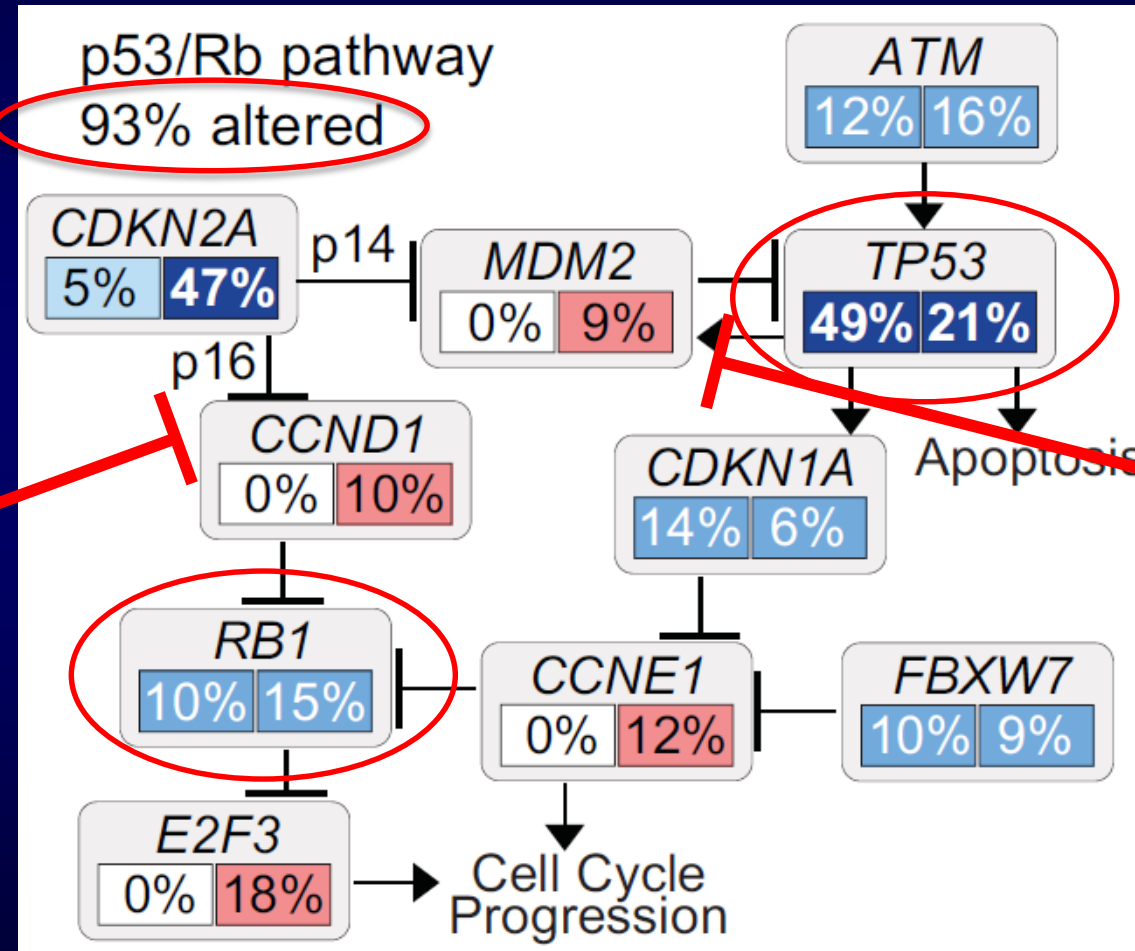 p53/Rb pathway
93% altered
ATM
12% 16%
CDKN2A
5% 47%
p14
MDM2
0% 9%
TP53
49% 21%
p16
CCND1
0% 10%
CDKN1A
14% 6%
Apoptosis
RB1
10% 15%
CCNE1
0% 12%
FBXW7
10% 9%
E2F3
0% 18%
Cell Cycle
Progression